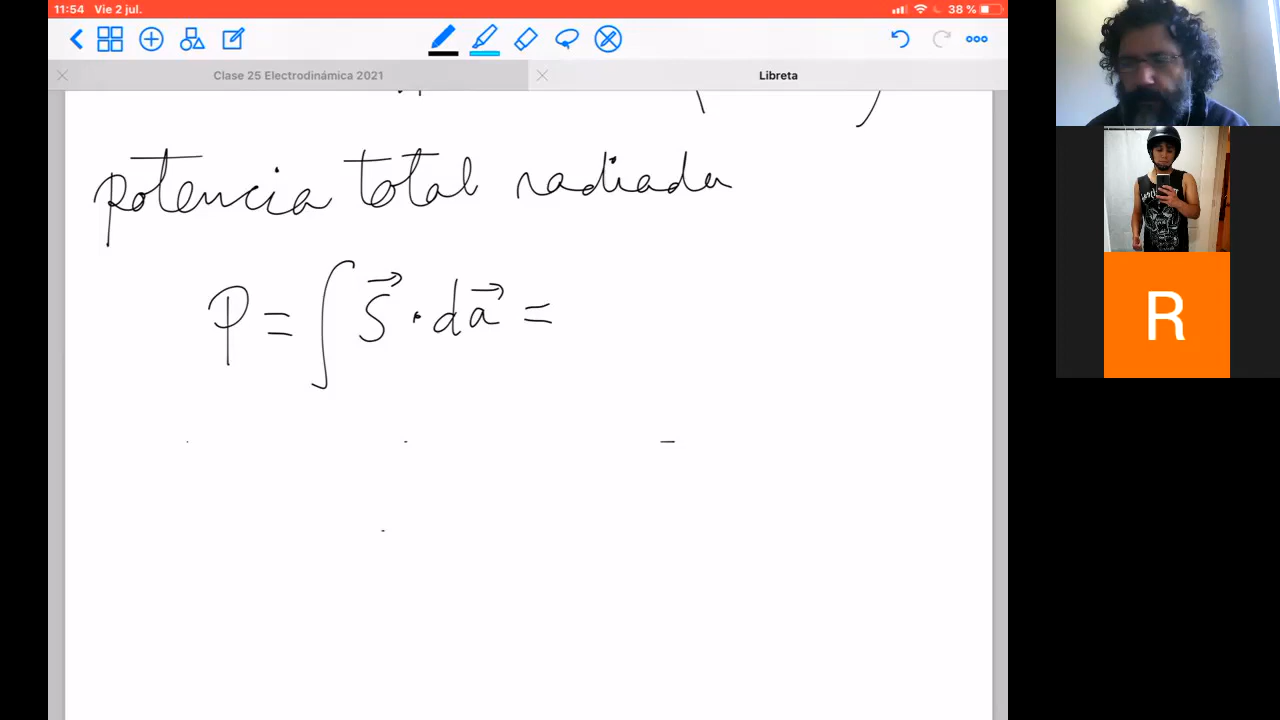 11:54 Vie 2 jul. 38 %
Clase 25 Electrodinámica 2021 Libreta
potencia total radiada
P = ∫ S⃗ · da⃗ =
R